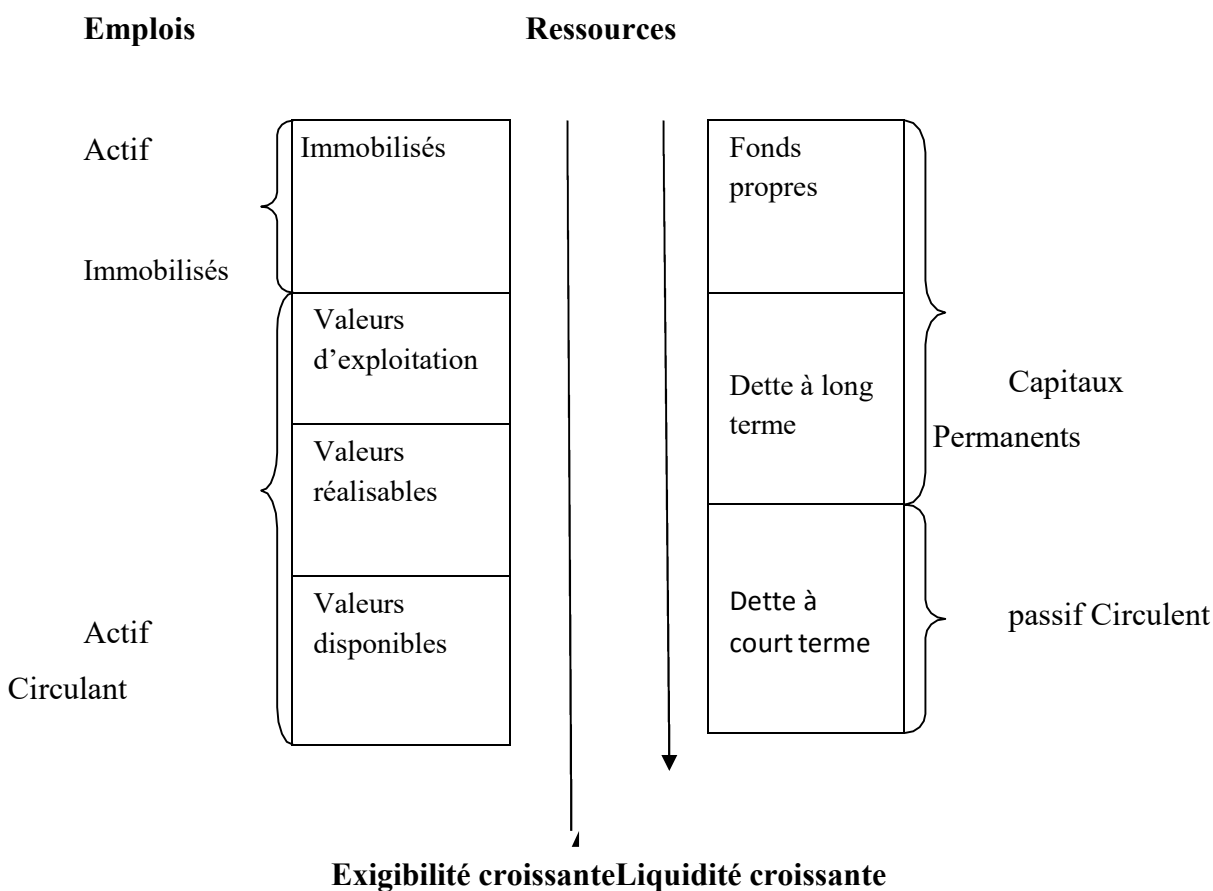 Emplois
Ressources
Actif
Immobilisés
Immobilisés
Valeurs
d’exploitation
Valeurs
réalisables
Valeurs
disponibles
Actif
Circulant
Fonds
propres
Dette à long
terme
Dette à
court terme
Capitaux
Permanents
passif Circulent
Exigibilité croissanteLiquidité croissante